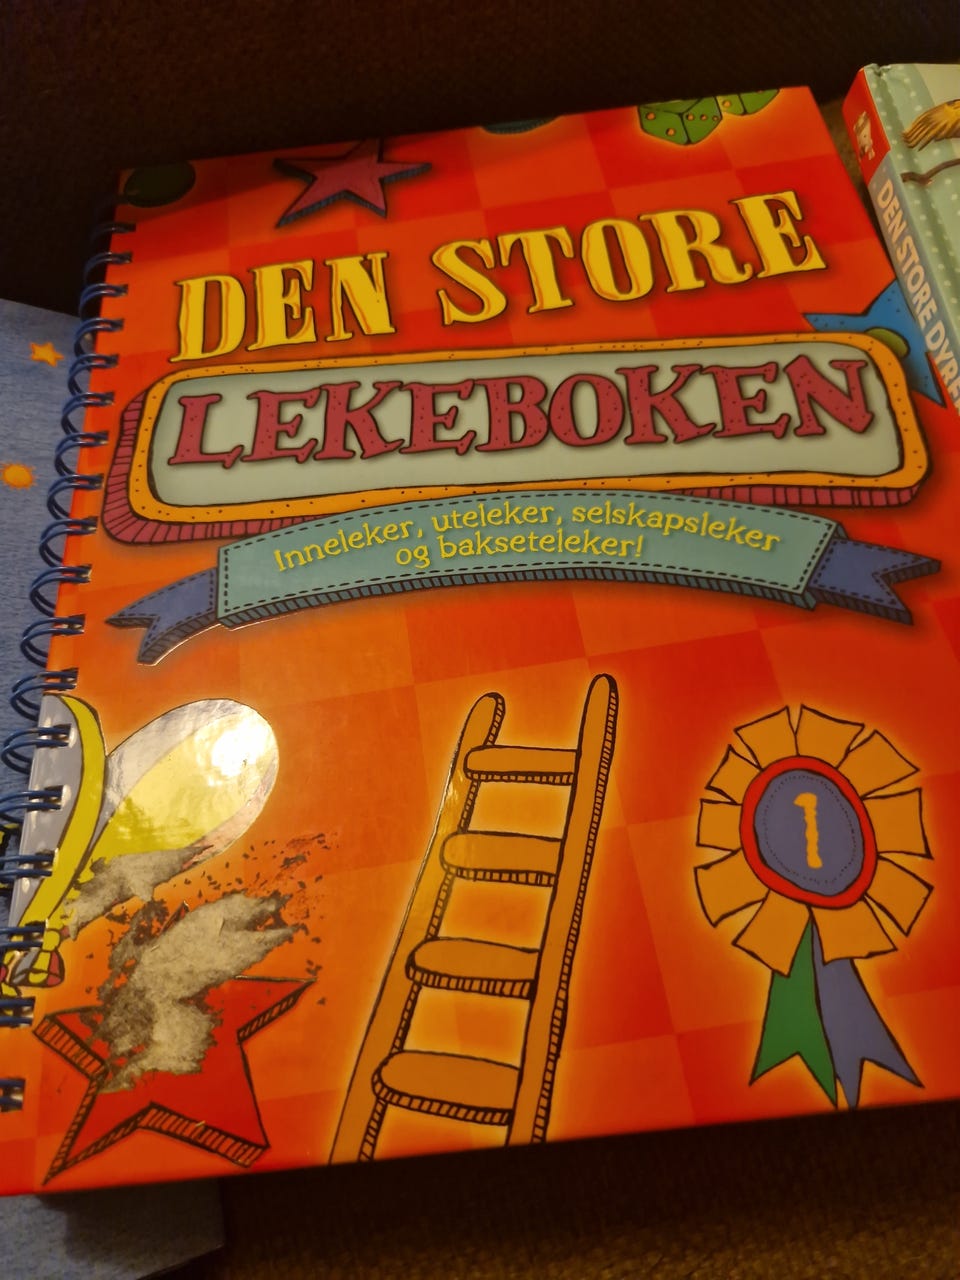 DEN STORE
LEKEBOKEN
Inneleker, uteleker, selskapsleker
og bakseteleker!
1
DEN STORE